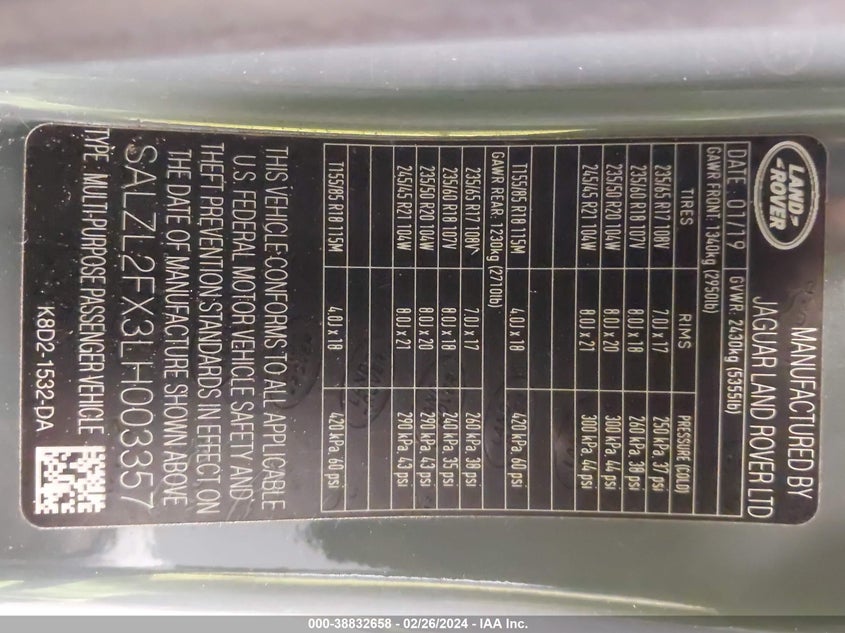 LAND-
ROVER
MANUFACTURED BY
JAGUAR LAND ROVER LTD
DATE: 01/19 GVWR: 2430kg (5355lb)
GAWR FRONT: 1340kg (2950lb)
TIRES RIMS PRESSURE (COLD)
235/65 R17 108V 7.0J x 17 250 kPa 37 psi
235/60 R18 107V 8.0J x 18 260 kPa 38 psi
235/50 R20 104W 8.0J x 20 300 kPa 44 psi
245/45 R21 104W 8.0J x 21 300 kPa 44 psi
T155/85 R18 115M 4.0J x 18 420 kPa 60 psi
GAWR REAR: 1230kg (2710lb)
235/65 R17 108V 7.0J x 17 260 kPa 38 psi
235/60 R18 107V 8.0J x 18 240 kPa 35 psi
235/50 R20 104W 8.0J x 20 290 kPa 43 psi
245/45 R21 104W 8.0J x 21 290 kPa 43 psi
T155/85 R18 115M 4.0J x 18 420 kPa 60 psi
THIS VEHICLE CONFORMS TO ALL APPLICABLE
U.S. FEDERAL MOTOR VEHICLE SAFETY AND
THEFT PREVENTION STANDARDS IN EFFECT ON
THE DATE OF MANUFACTURE SHOWN ABOVE
SALZL2FX3LH003357
TYPE: MULTI-PURPOSE PASSENGER VEHICLE
K8D2-1532-DA
000-38832658 - 02/26/2024 - IAA Inc.